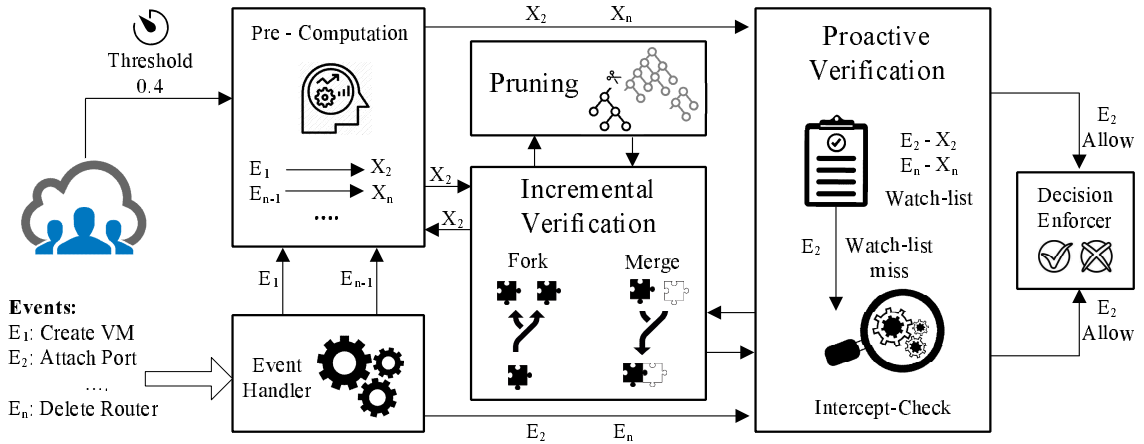 Threshold
0.4
Events:
E1: Create VM
E2: Attach Port
....
En: Delete Router
Pre - Computation
E1 X2
En-1 Xn
....
E1
En-1
Event
Handler
X2 Xn
Pruning
X2
X2
Incremental
Verification
Fork Merge
E2 En
Proactive
Verification
E2 - X2
En - Xn
Watch-list
E2
Watch-list
miss
Intercept-Check
E2
Allow
Decision
Enforcer
E2
Allow